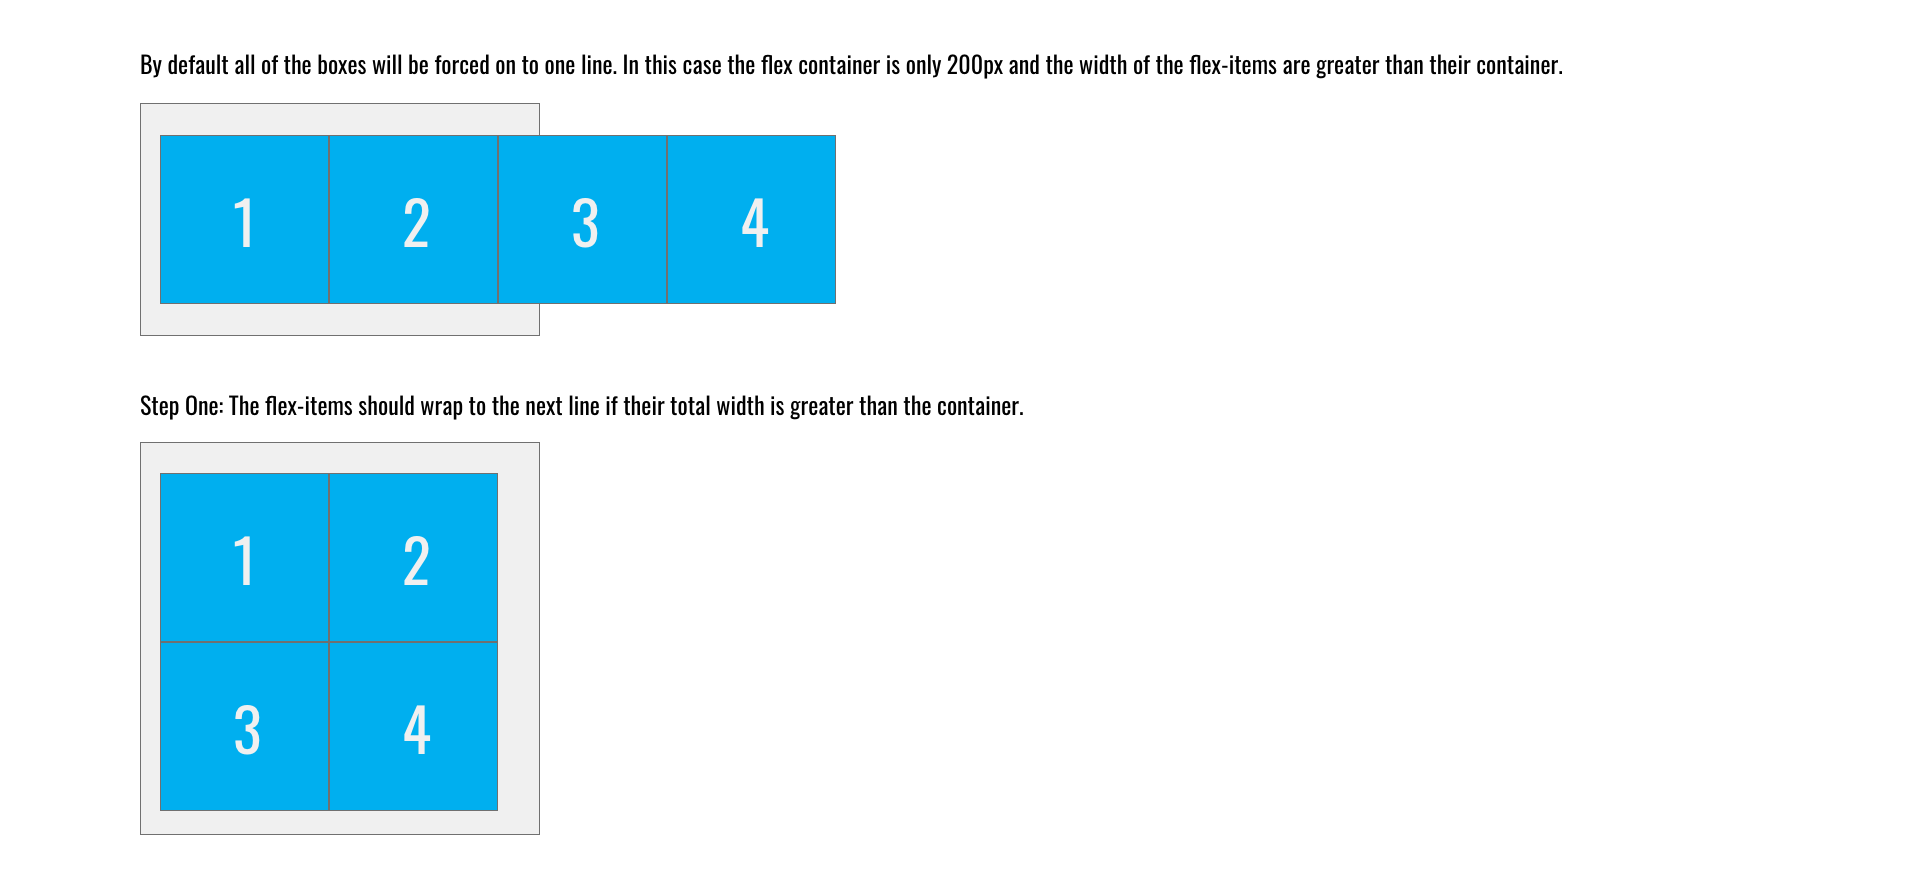 By default all of the boxes will be forced on to one line. In this case the flex container is only 200px and the width of the flex-items are greater than their container.
1 2 3 4
Step One: The flex-items should wrap to the next line if their total width is greater than the container.
1 2
3 4